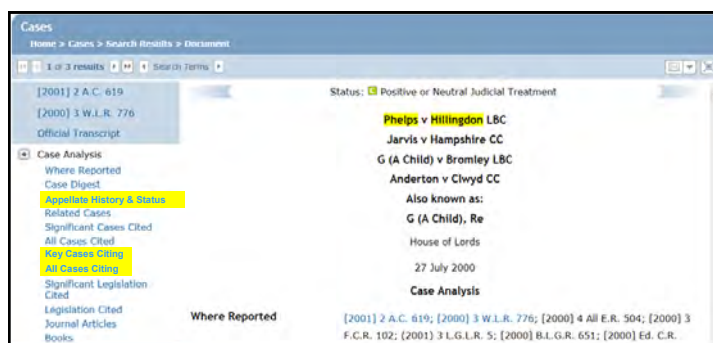 Cases
Home > Cases > Search Results > Document
1 of 3 results Search Terms
[2001] 2 A.C. 619
[2000] 3 W.L.R. 776
Official Transcript
Case Analysis
Where Reported
Case Digest
Appellate History & Status
Related Cases
Significant Cases Cited
All Cases Cited
Key Cases Citing
All Cases Citing
Significant Legislation
Cited
Legislation Cited
Journal Articles
Books
Status: Positive or Neutral Judicial Treatment
Phelps v Hillingdon LBC
Jarvis v Hampshire CC
G (A Child) v Bromley LBC
Anderton v Clwyd CC
Also known as:
G (A Child), Re
House of Lords
27 July 2000
Case Analysis
Where Reported
[2001] 2 A.C. 619; [2000] 3 W.L.R. 776; [2000] 4 All E.R. 504; [2000] 3
F.C.R. 102; (2001) 3 L.G.L.R. 5; [2000] B.L.G.R. 651; [2000] Ed. C.R.